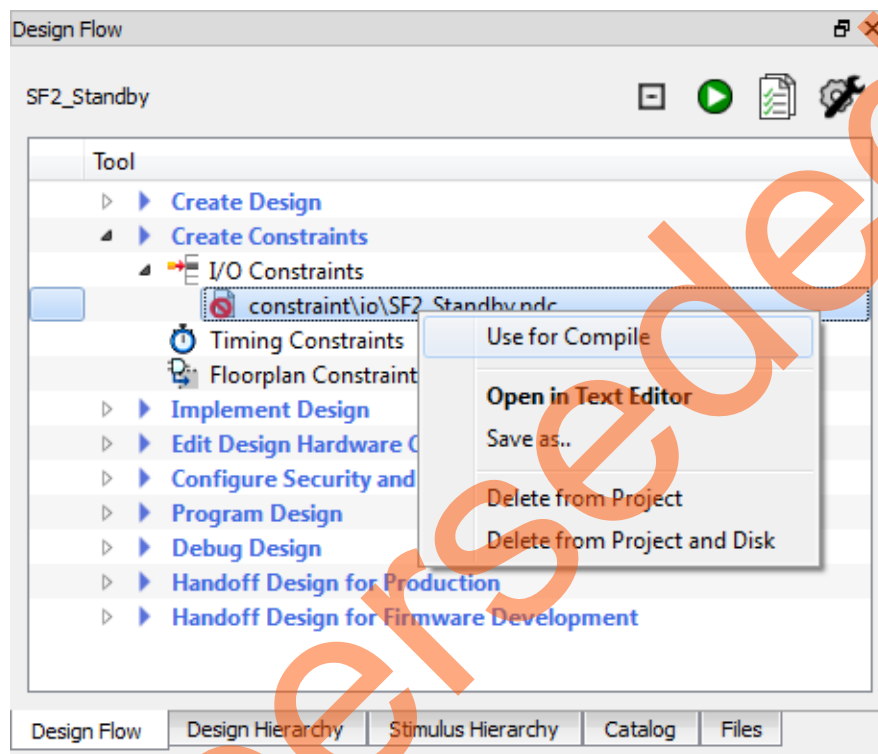 Design Flow
SF2_Standby
Tool
Create Design
Create Constraints
I/O Constraints
constraint\io\SF2_Standby.ndc
Use for Compile
Timing Constraints
Floorplan Constraint
Open in Text Editor
Implement Design
Save as..
Edit Design Hardware C
Configure Security and
Delete from Project
Program Design
Delete from Project and Disk
Debug Design
Handoff Design for Production
Handoff Design for Firmware Development
Design Flow Design Hierarchy Stimulus Hierarchy Catalog Files
ersede